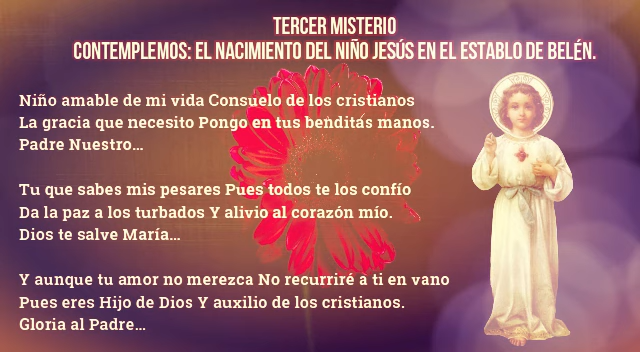 TERCER MISTERIO
CONTEMPLEMOS: EL NACIMIENTO DEL NIÑO JESÚS EN EL ESTABLO DE BELÉN.
Niño amable de mi vida Consuelo de los cristianos
La gracia que necesito Pongo en tus benditas manos.
Padre Nuestro...
Tu que sabes mis pesares Pues todos te los confío
Da la paz a los turbados Y alivio al corazón mío.
Dios te salve María...
Y aunque tu amor no merezca No recurriré a ti en vano
Pues eres Hijo de Dios Y auxilio de los cristianos.
Gloria al Padre...